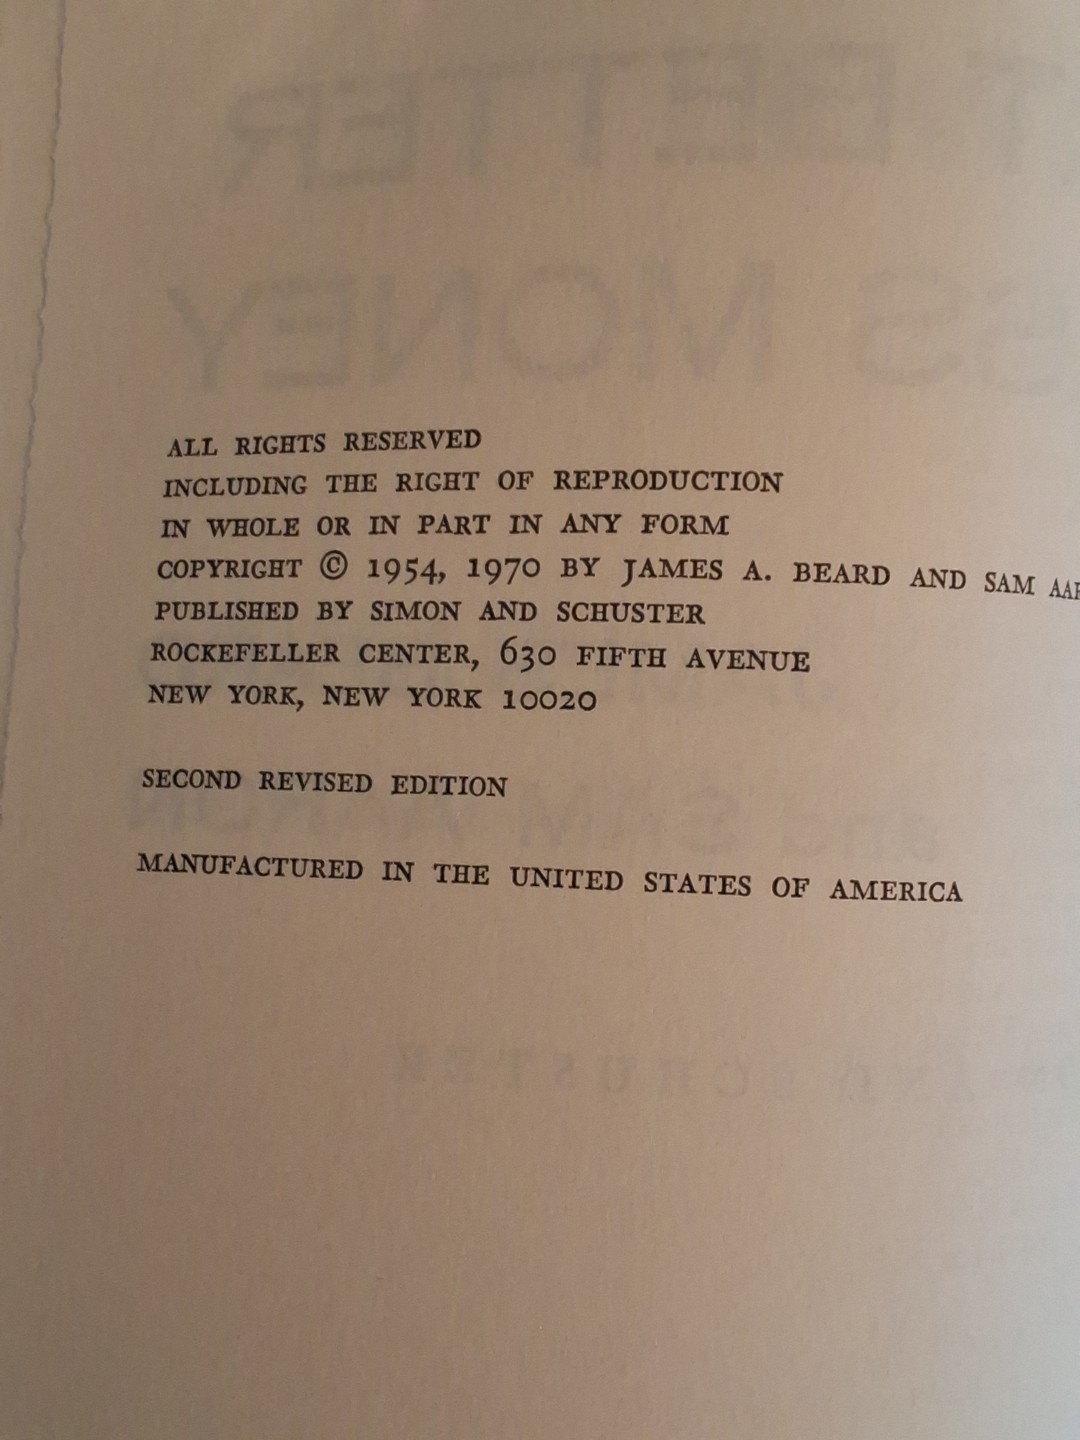 ALL RIGHTS RESERVED
INCLUDING THE RIGHT OF REPRODUCTION
IN WHOLE OR IN PART IN ANY FORM
COPYRIGHT © 1954, 1970 BY JAMES A. BEARD AND SAM
PUBLISHED BY SIMON AND SCHUSTER
ROCKEFELLER CENTER, 630 FIFTH AVENUE
NEW YORK, NEW YORK 10020
SECOND REVISED EDITION
MANUFACTURED IN THE UNITED STATES OF AMERICA